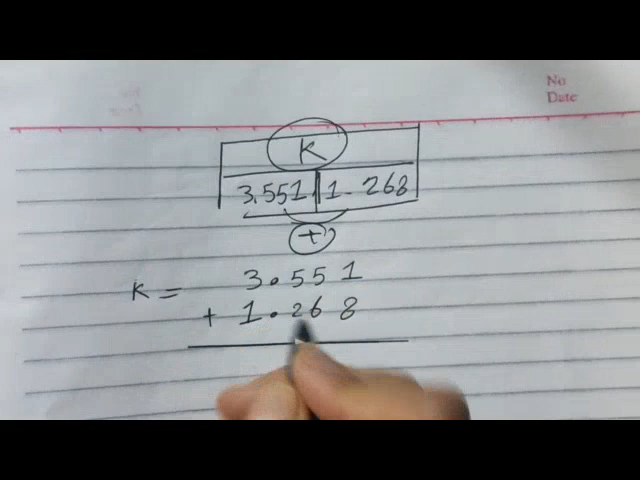 No
Date
K
3.551 1. 268
+
K = 3.551
+ 1.268